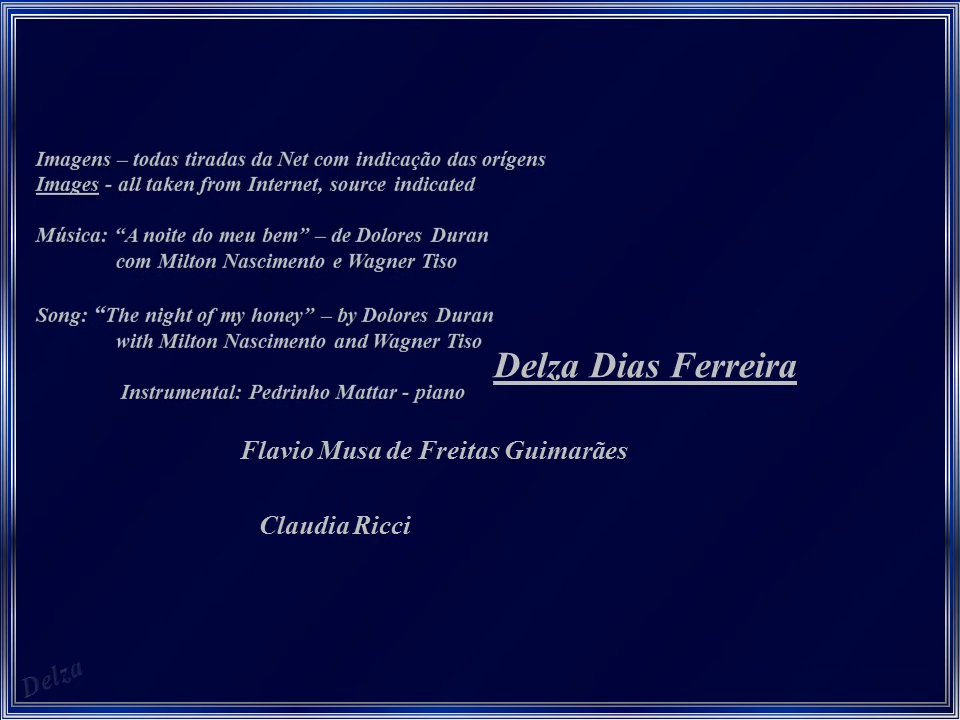 Imagens – todas tiradas da Net com indicação das orígens
Images - all taken from Internet, source indicated
Música: “A noite do meu bem” – de Dolores Duran
com Milton Nascimento e Wagner Tiso
Song: “The night of my honey” – by Dolores Duran
with Milton Nascimento and Wagner Tiso
Delza Dias Ferreira
Instrumental: Pedrinho Mattar - piano
Flavio Musa de Freitas Guimarães
Claudia Ricci
Delza